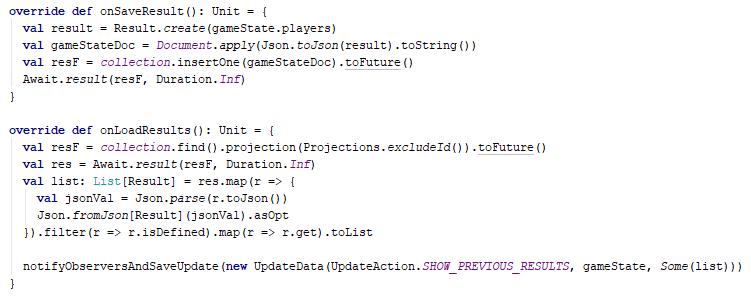 override def onSaveResult(): Unit = {
  val result = Result.create(gameState.players)
  val gameStateDoc = Document.apply(Json.toJson(result).toString())
  val resF = collection.insertOne(gameStateDoc).toFuture()
  Await.result(resF, Duration.Inf)
}

override def onLoadResults(): Unit = {
  val resF = collection.find().projection(Projections.excludeId()).toFuture()
  val res = Await.result(resF, Duration.Inf)
  val list: List[Result] = res.map(r => {
    val jsonVal = Json.parse(r.toJson())
    Json.fromJson[Result](jsonVal).asOpt
  }).filter(r => r.isDefined).map(r => r.get).toList

  notifyObserversAndSaveUpdate(new UpdateData(UpdateAction.SHOW_PREVIOUS_RESULTS, gameState, Some(list)))
}